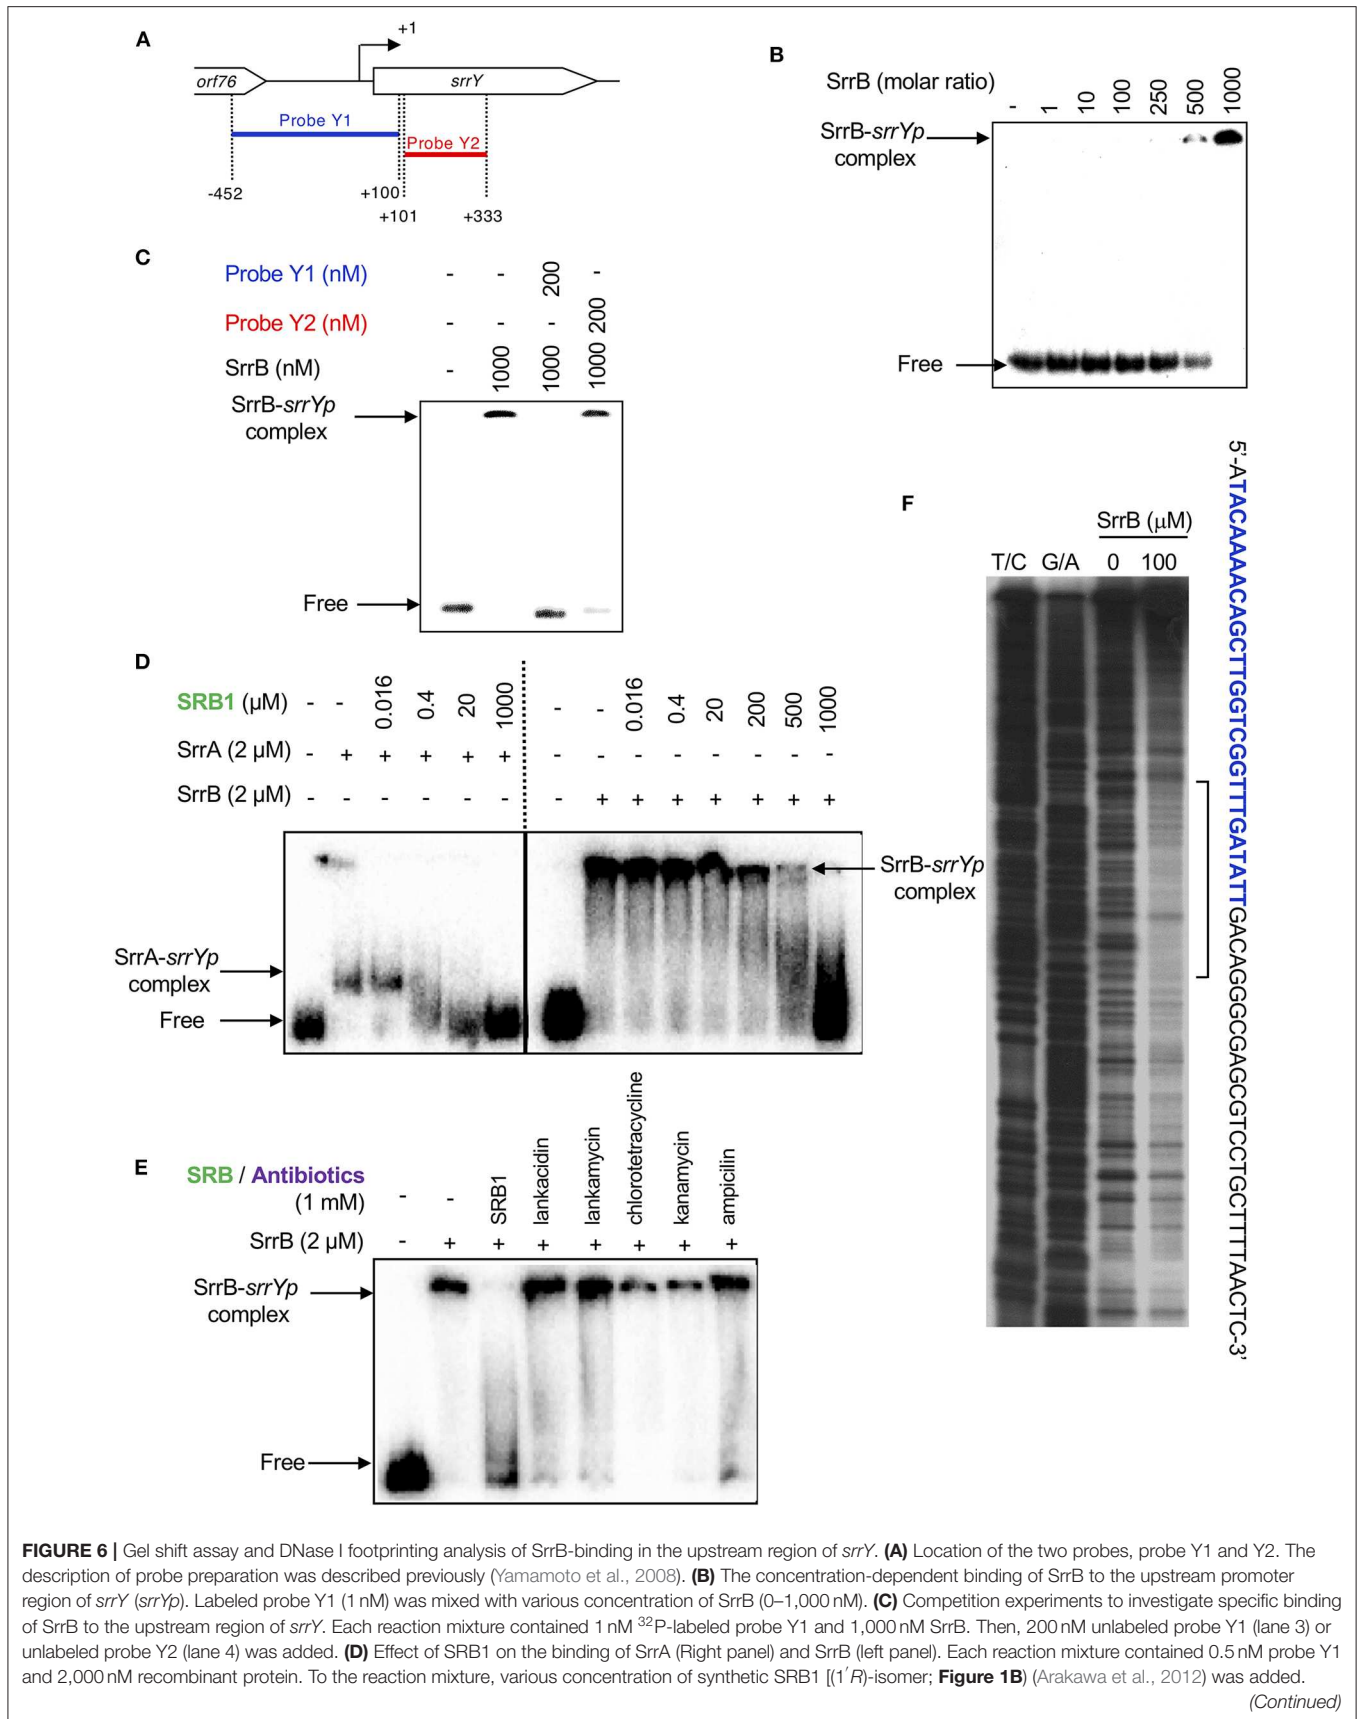 A
+1
orf76
srrY
Probe Y1
Probe Y2
-452
+100
+101
+333
B
SrrB (molar ratio)
- 1 10 100 250 500 1000
SrrB-srrYp
complex
Free
C
Probe Y1 (nM) - - 200 -
Probe Y2 (nM) - - - 200
SrrB (nM) - 1000 1000 1000
SrrB-srrYp
complex
Free
D
SRB1 (µM) - - 0.016 0.4 20 1000 - - 0.016 0.4 20 200 500 1000
SrrA (2 µM) - + + + + + - - - - - - - -
SrrB (2 µM) - - - - - - - + + + + + + +
SrrB-srrYp
complex
SrrA-srrYp
complex
Free
E
SRB / Antibiotics
(1 mM)
- - SRB1 lankacidin lankamycin chlorotetracycline kanamycin ampicilin
SrrB (2 µM) - + + + + + + +
SrrB-srrYp
complex
Free
F
SrrB (µM)
T/C G/A 0 100
5'-ATACAAAACAGCTTGGTCGGTTTGATATTGACAGGGCGAGCGTCCTGCTTTTAACTC-3'
FIGURE 6 | Gel shift assay and DNase I footprinting analysis of SrrB-binding in the upstream region of srrY. (A) Location of the two probes, probe Y1 and Y2. The
description of probe preparation was described previously (Yamamoto et al., 2008). (B) The concentration-dependent binding of SrrB to the upstream promoter
region of srrY (srrYp). Labeled probe Y1 (1 nM) was mixed with various concentration of SrrB (0–1,000 nM). (C) Competition experiments to investigate specific binding
of SrrB to the upstream region of srrY. Each reaction mixture contained 1 nM ³²P-labeled probe Y1 and 1,000 nM SrrB. Then, 200 nM unlabeled probe Y1 (lane 3) or
unlabeled probe Y2 (lane 4) was added. (D) Effect of SRB1 on the binding of SrrA (Right panel) and SrrB (left panel). Each reaction mixture contained 0.5 nM probe Y1
and 2,000 nM recombinant protein. To the reaction mixture, various concentration of synthetic SRB1 [(1′R)-isomer; Figure 1B) (Arakawa et al., 2012) was added.
(Continued)